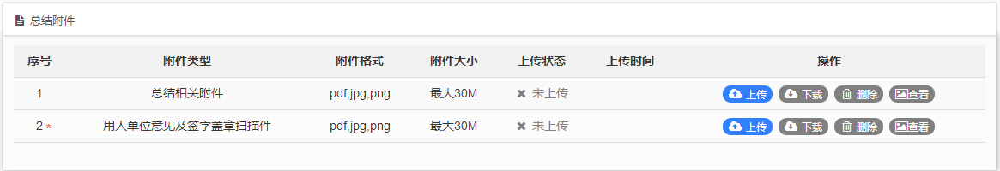 总结附件
序号 附件类型 附件格式 附件大小 上传状态 上传时间 操作
1 总结相关附件 pdf,jpg,png 最大30M 未上传 上传 下载 删除 查看
2 * 用人单位意见及签字盖章扫描件 pdf,jpg,png 最大30M 未上传 上传 下载 删除 查看